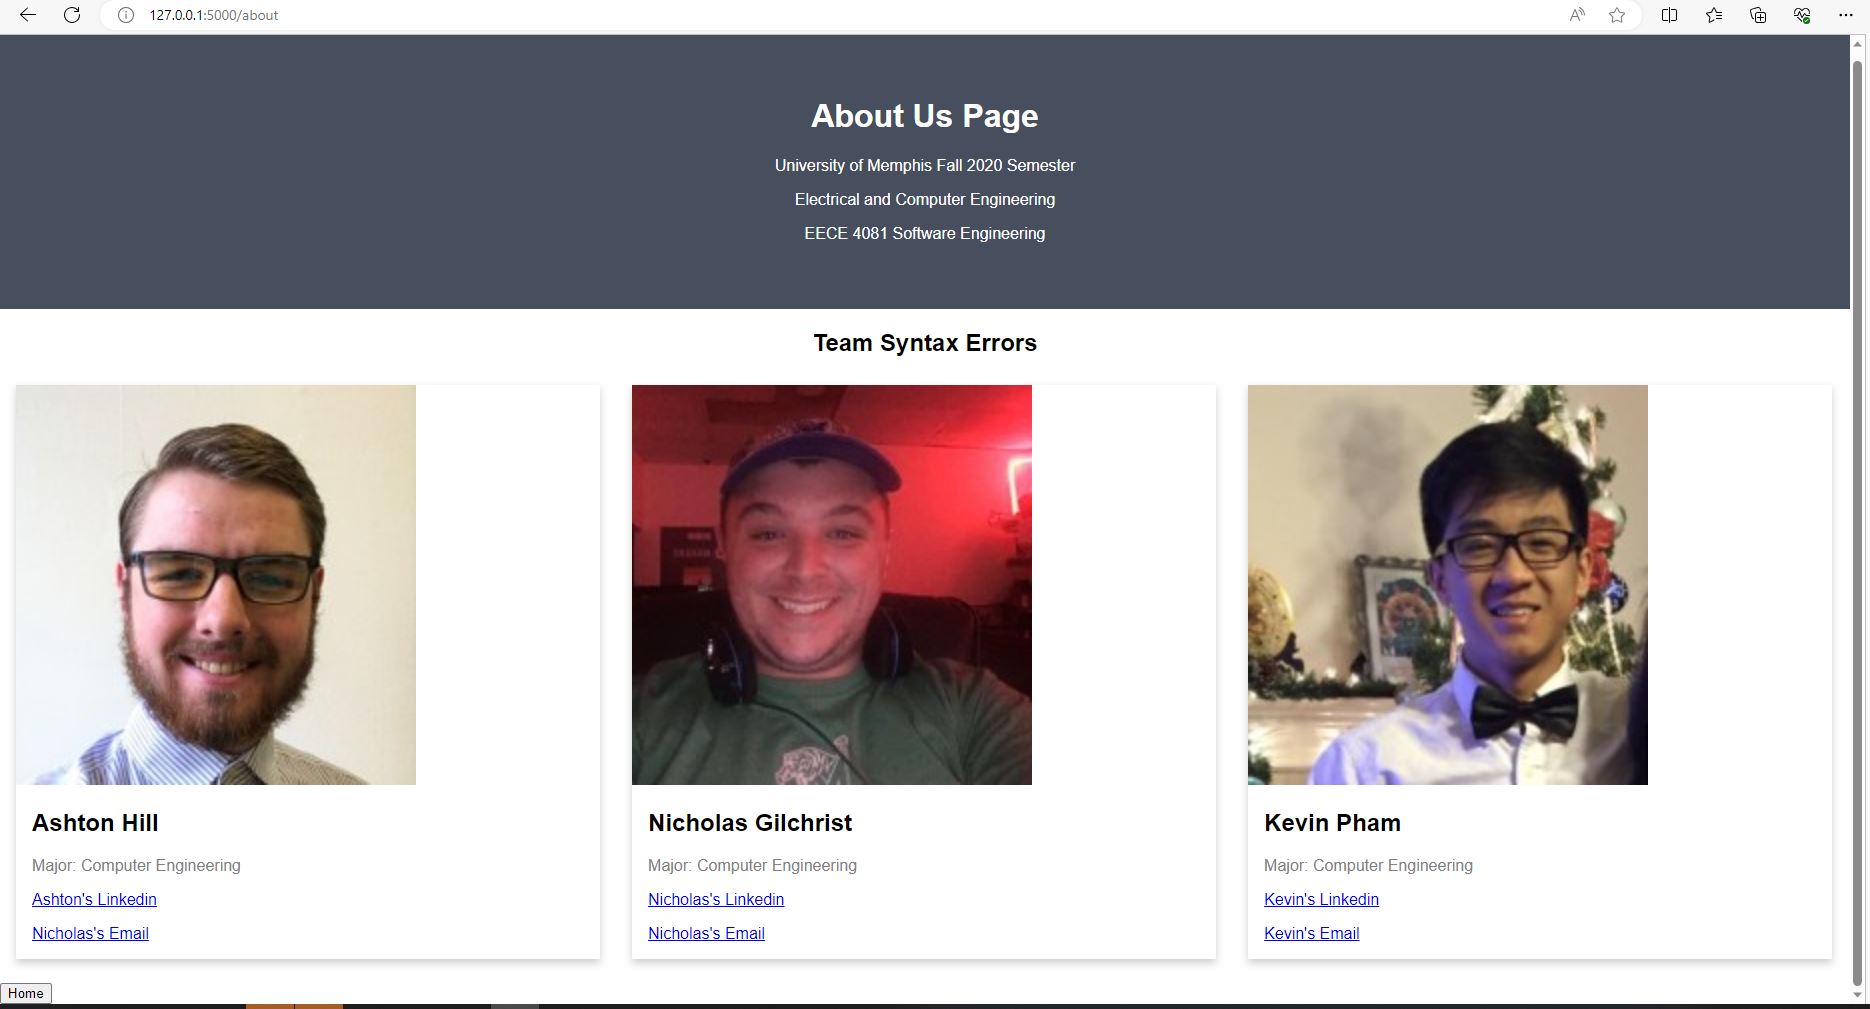 127.0.0.1:5000/about
About Us Page
University of Memphis Fall 2020 Semester
Electrical and Computer Engineering
EECE 4081 Software Engineering
Team Syntax Errors
Ashton Hill
Major: Computer Engineering
Ashton's Linkedin
Nicholas's Email
Nicholas Gilchrist
Major: Computer Engineering
Nicholas's Linkedin
Nicholas's Email
Kevin Pham
Major: Computer Engineering
Kevin's Linkedin
Kevin's Email
Home